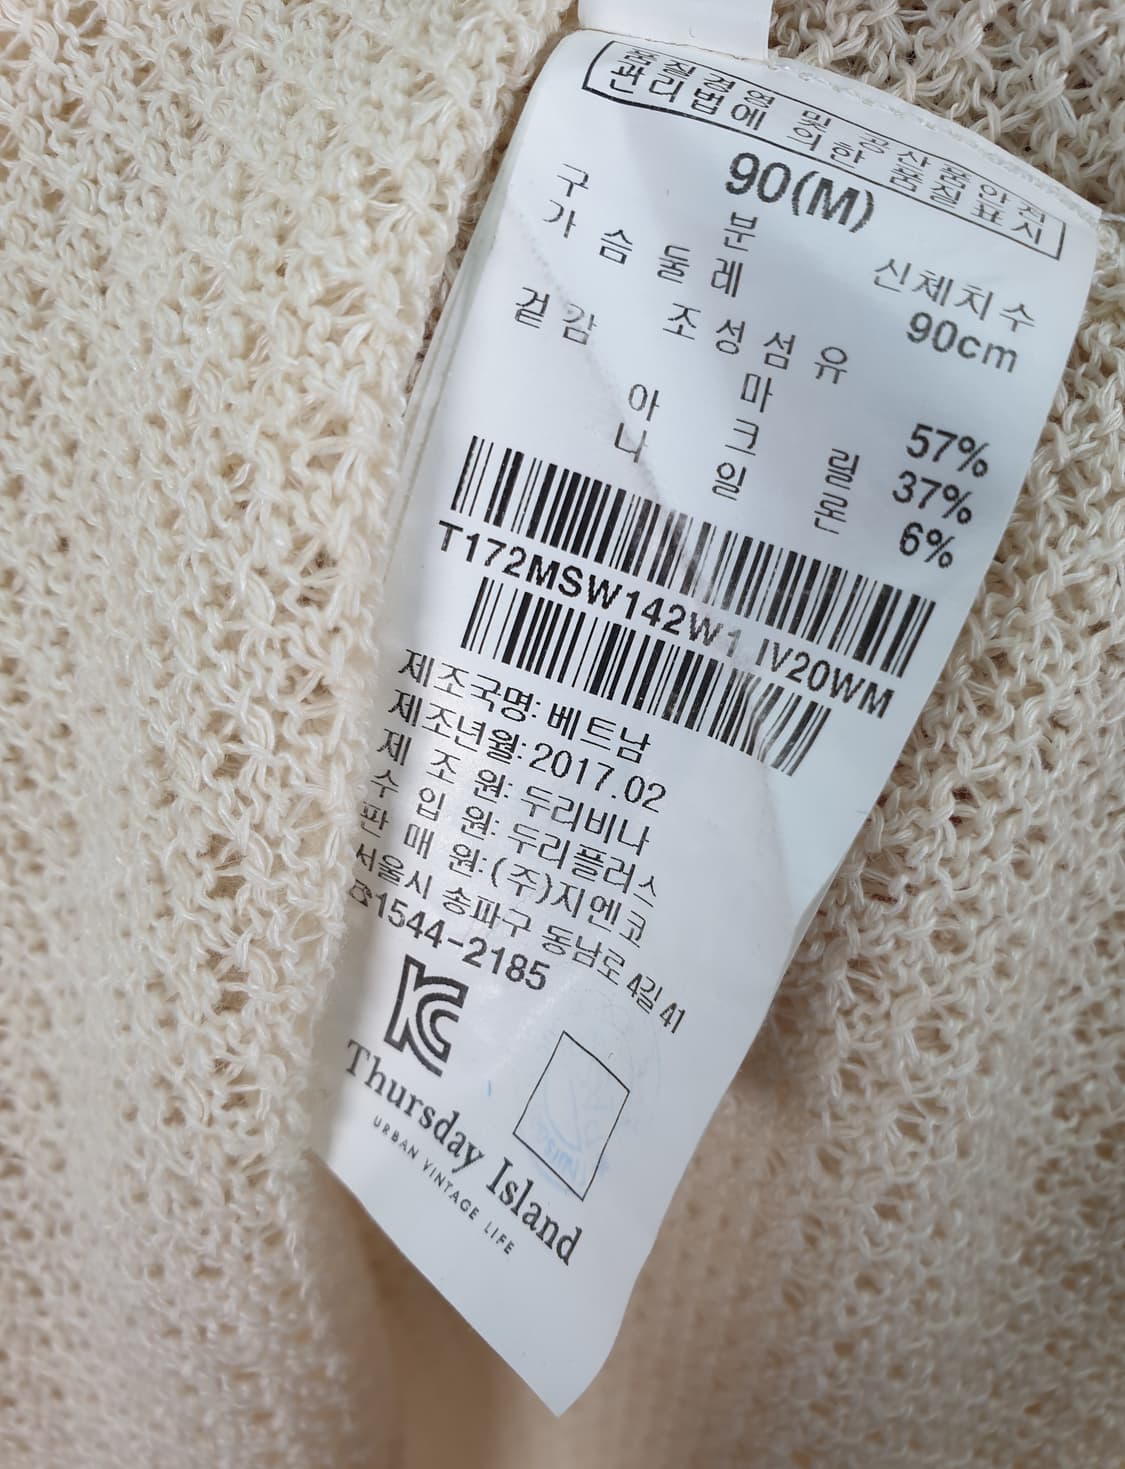 품질경영 및 공산품안전
관리법에 의한 품질표시
90(M)
구 분 신체치수
가슴둘레 90cm
겉감 조성섬유
마 57%
아크릴 37%
나일론 6%
T172MSW142W1 IV20WM
제조국명: 베트남
제조년월: 2017.02
제 조 원: 두리비나
수 입 원: 두리플러스
판 매 원: (주)지엔코
서울시 송파구 동남로 4길 41
☎1544-2185
KC
Thursday Island
URBAN VINTAGE LIFE